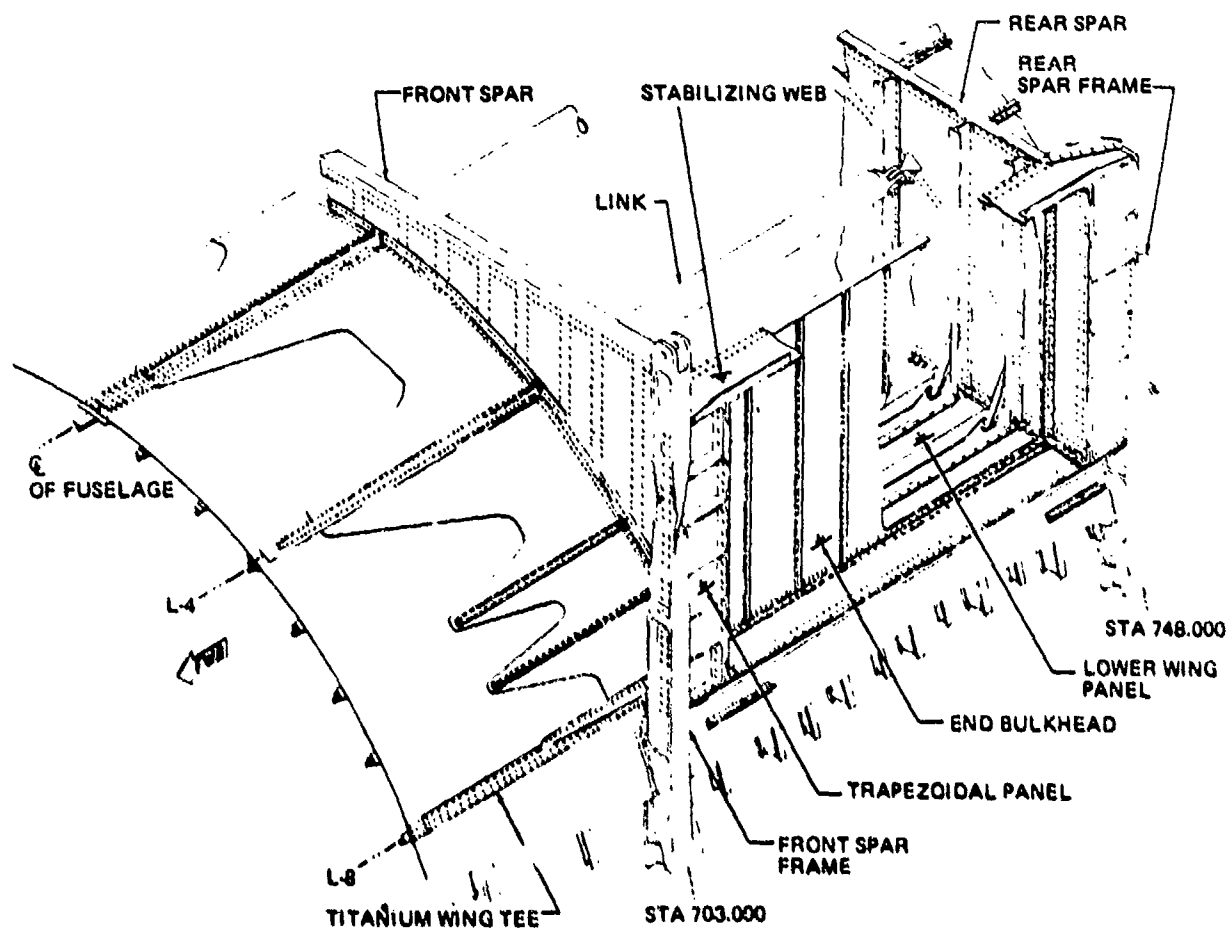 REAR SPAR
REAR
SPAR FRAME
FRONT SPAR
STABILIZING WEB
LINK
℄
OF FUSELAGE
L-4
FWD
STA 748.000
LOWER WING
PANEL
END BULKHEAD
TRAPEZOIDAL PANEL
FRONT SPAR
FRAME
L-8
TITANIUM WING TEE
STA 703.000